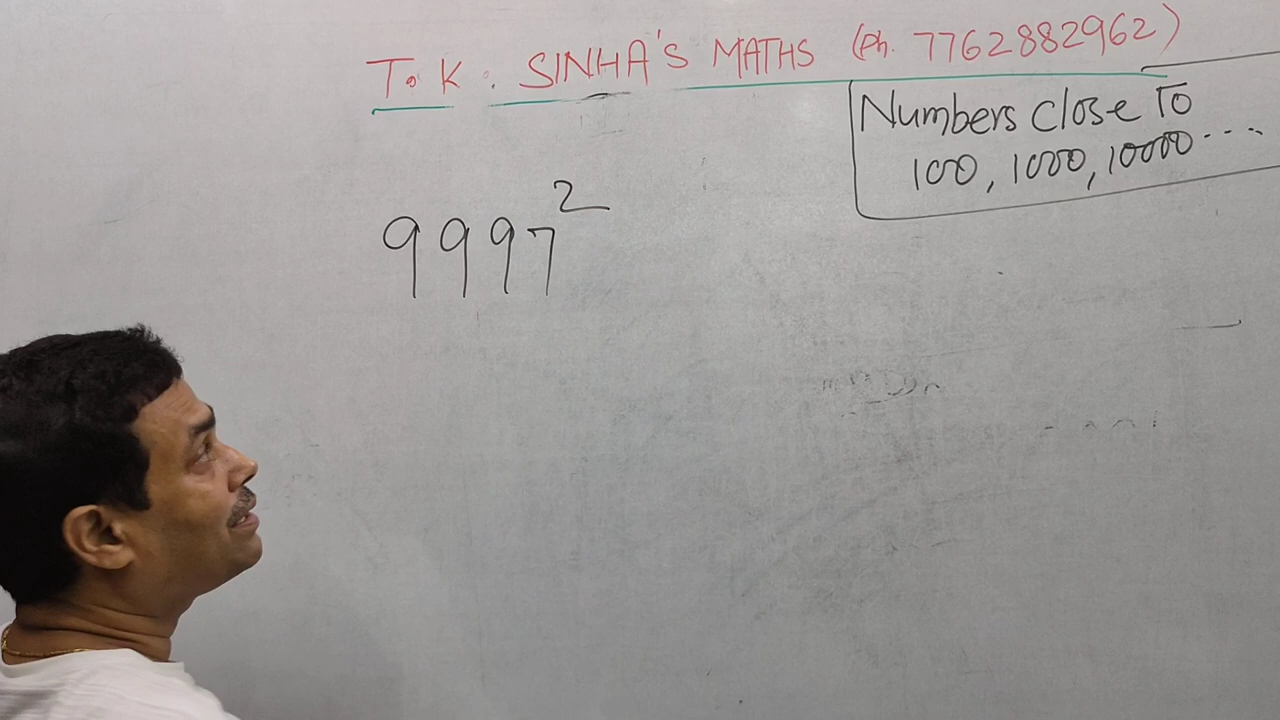 T. K. SINHA'S MATHS (Ph. 7762882962)
Numbers close To
100, 1000, 10000 ....
9997²